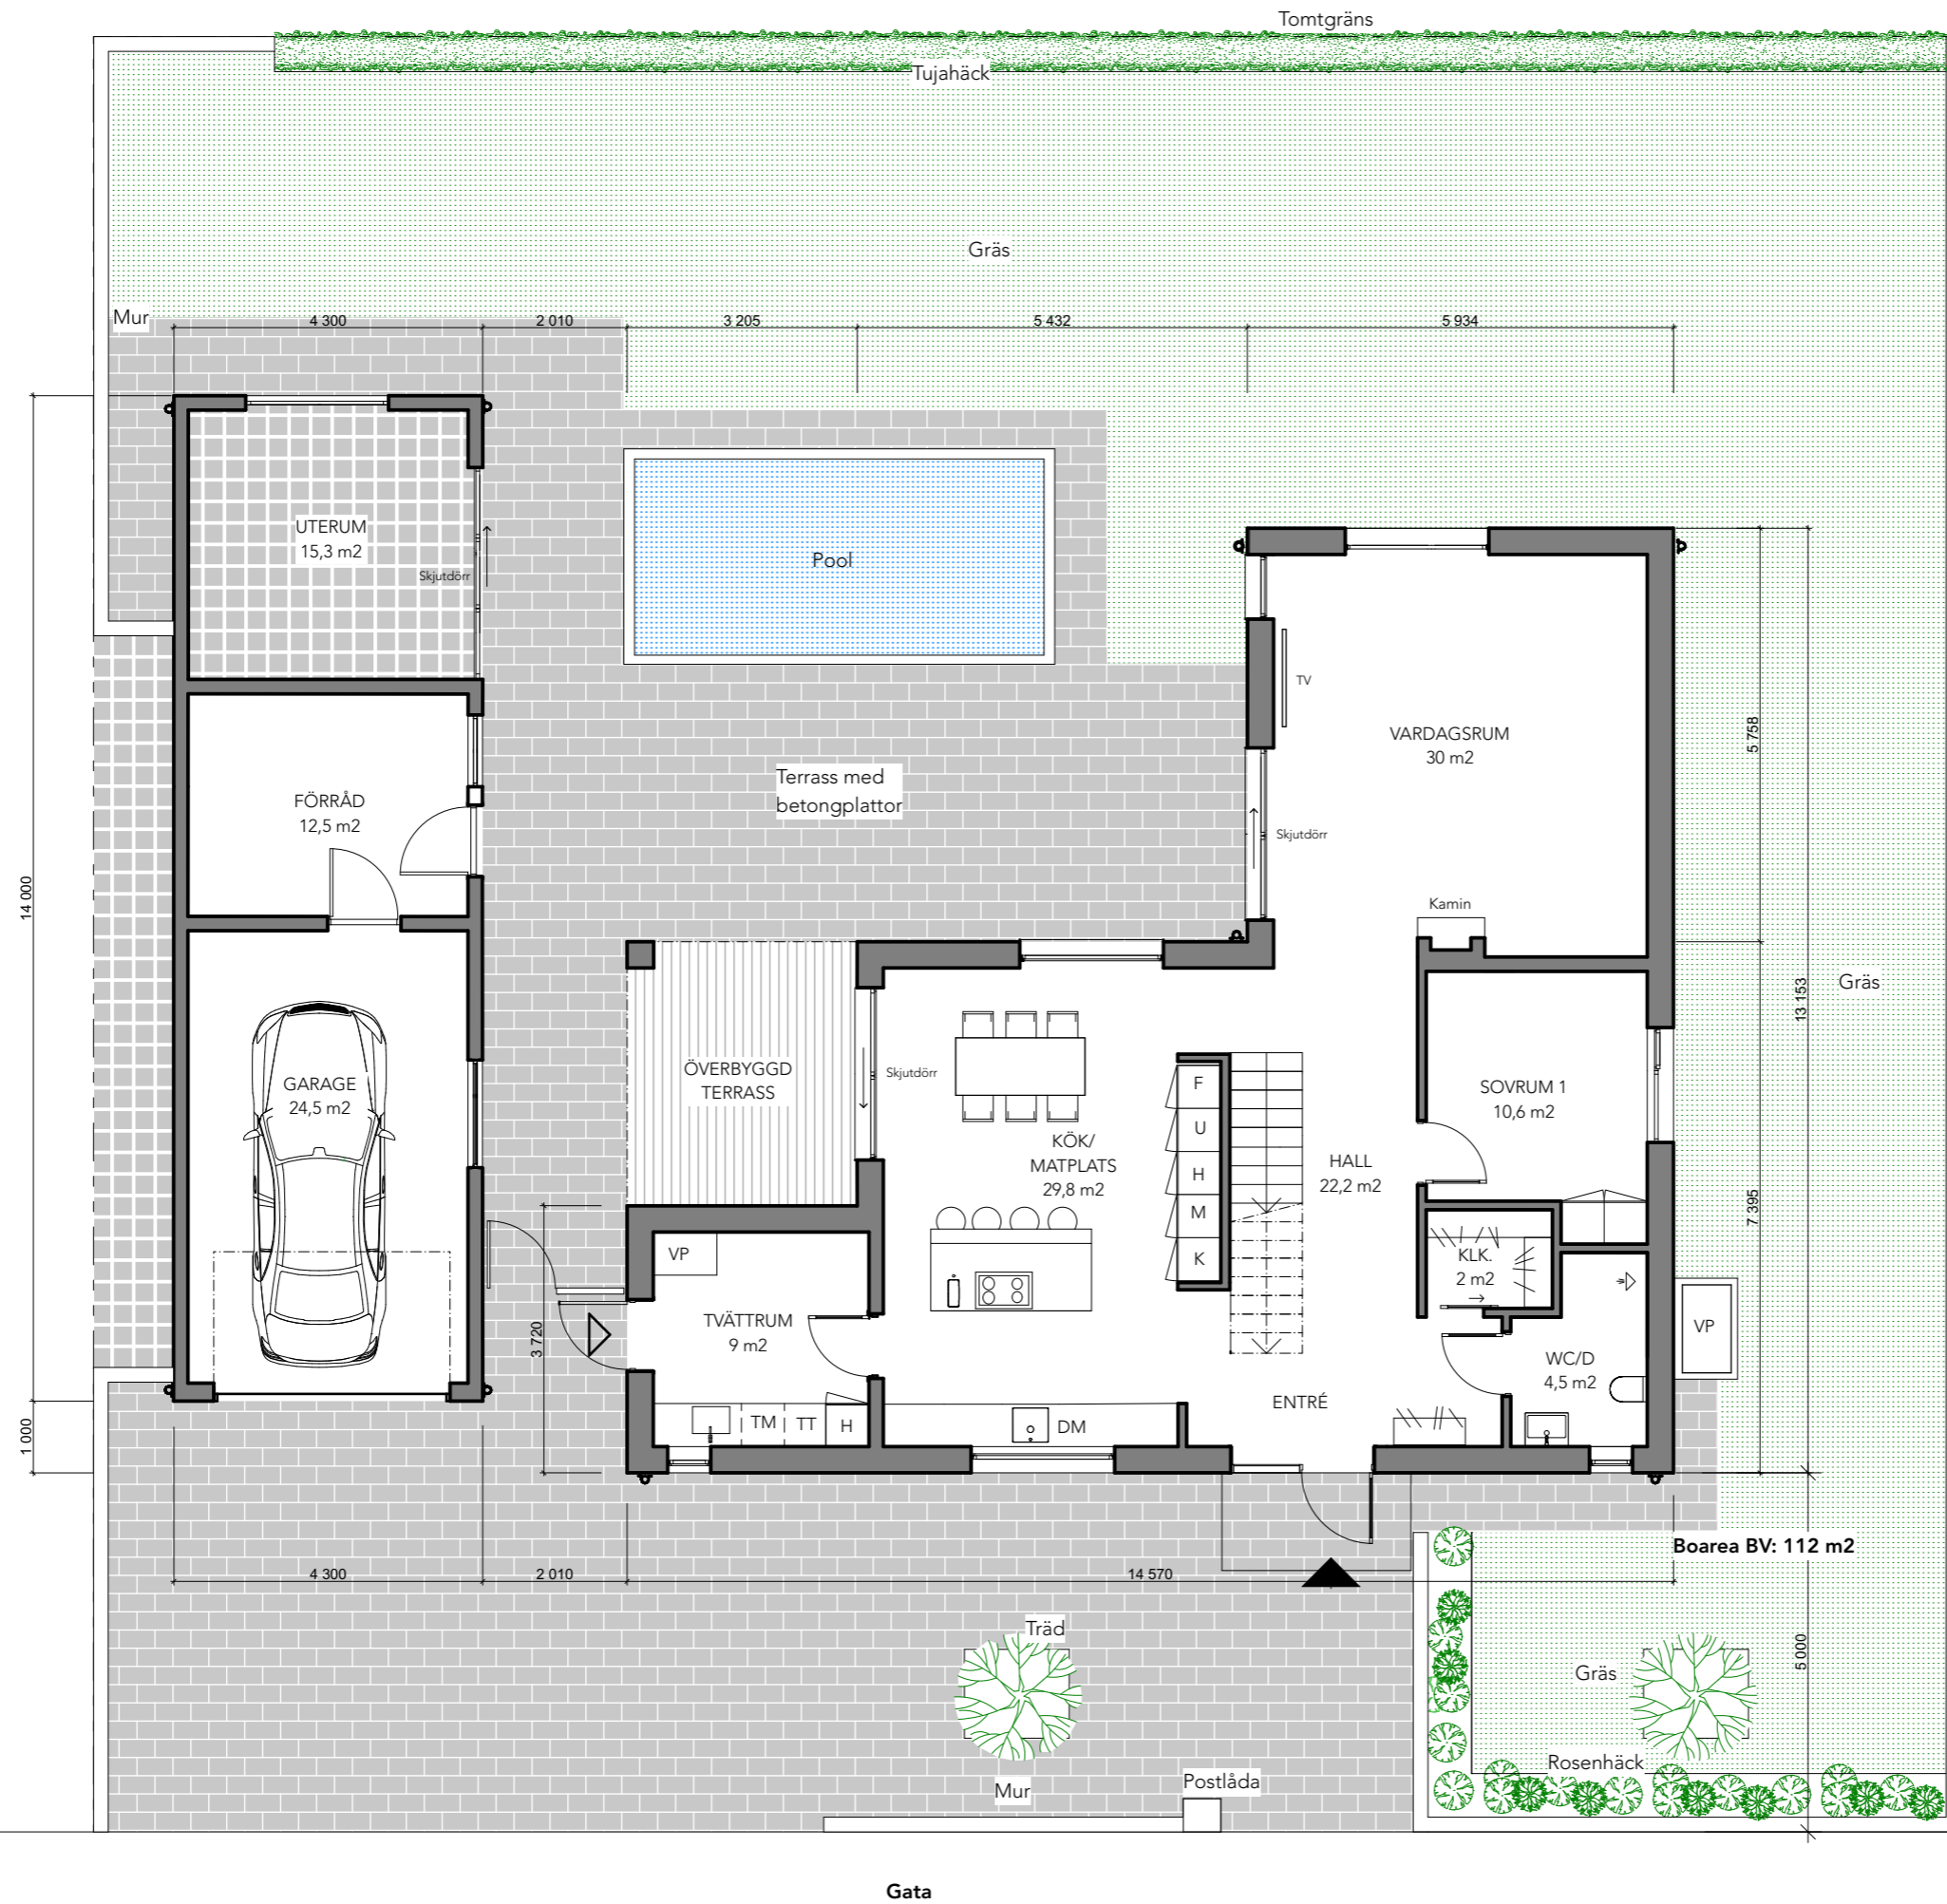 Tomtgräns
Tujahäck
Gräs
Mur
4 300
2 010
3 205
5 432
5 934
UTERUM
15,3 m2
Skjutdörr
Pool
TV
VARDAGSRUM
30 m2
5 758
Terrass med
betongplattor
FÖRRÅD
12,5 m2
Skjutdörr
14 000
Kamin
13 153
Gräs
GARAGE
24,5 m2
ÖVERBYGGD
TERRASS
Skjutdörr
F
U
H
M
K
SOVRUM 1
10,6 m2
KÖK/
MATPLATS
29,8 m2
HALL
22,2 m2
7 395
VP
KLK.
2 m2
TVÄTTRUM
9 m2
3 720
VP
WC/D
4,5 m2
ENTRÉ
TM
TT
H
DM
1 000
Boarea BV: 112 m2
4 300
2 010
14 570
Träd
5 000
Gräs
Rosenhäck
Mur
Postlåda
Gata